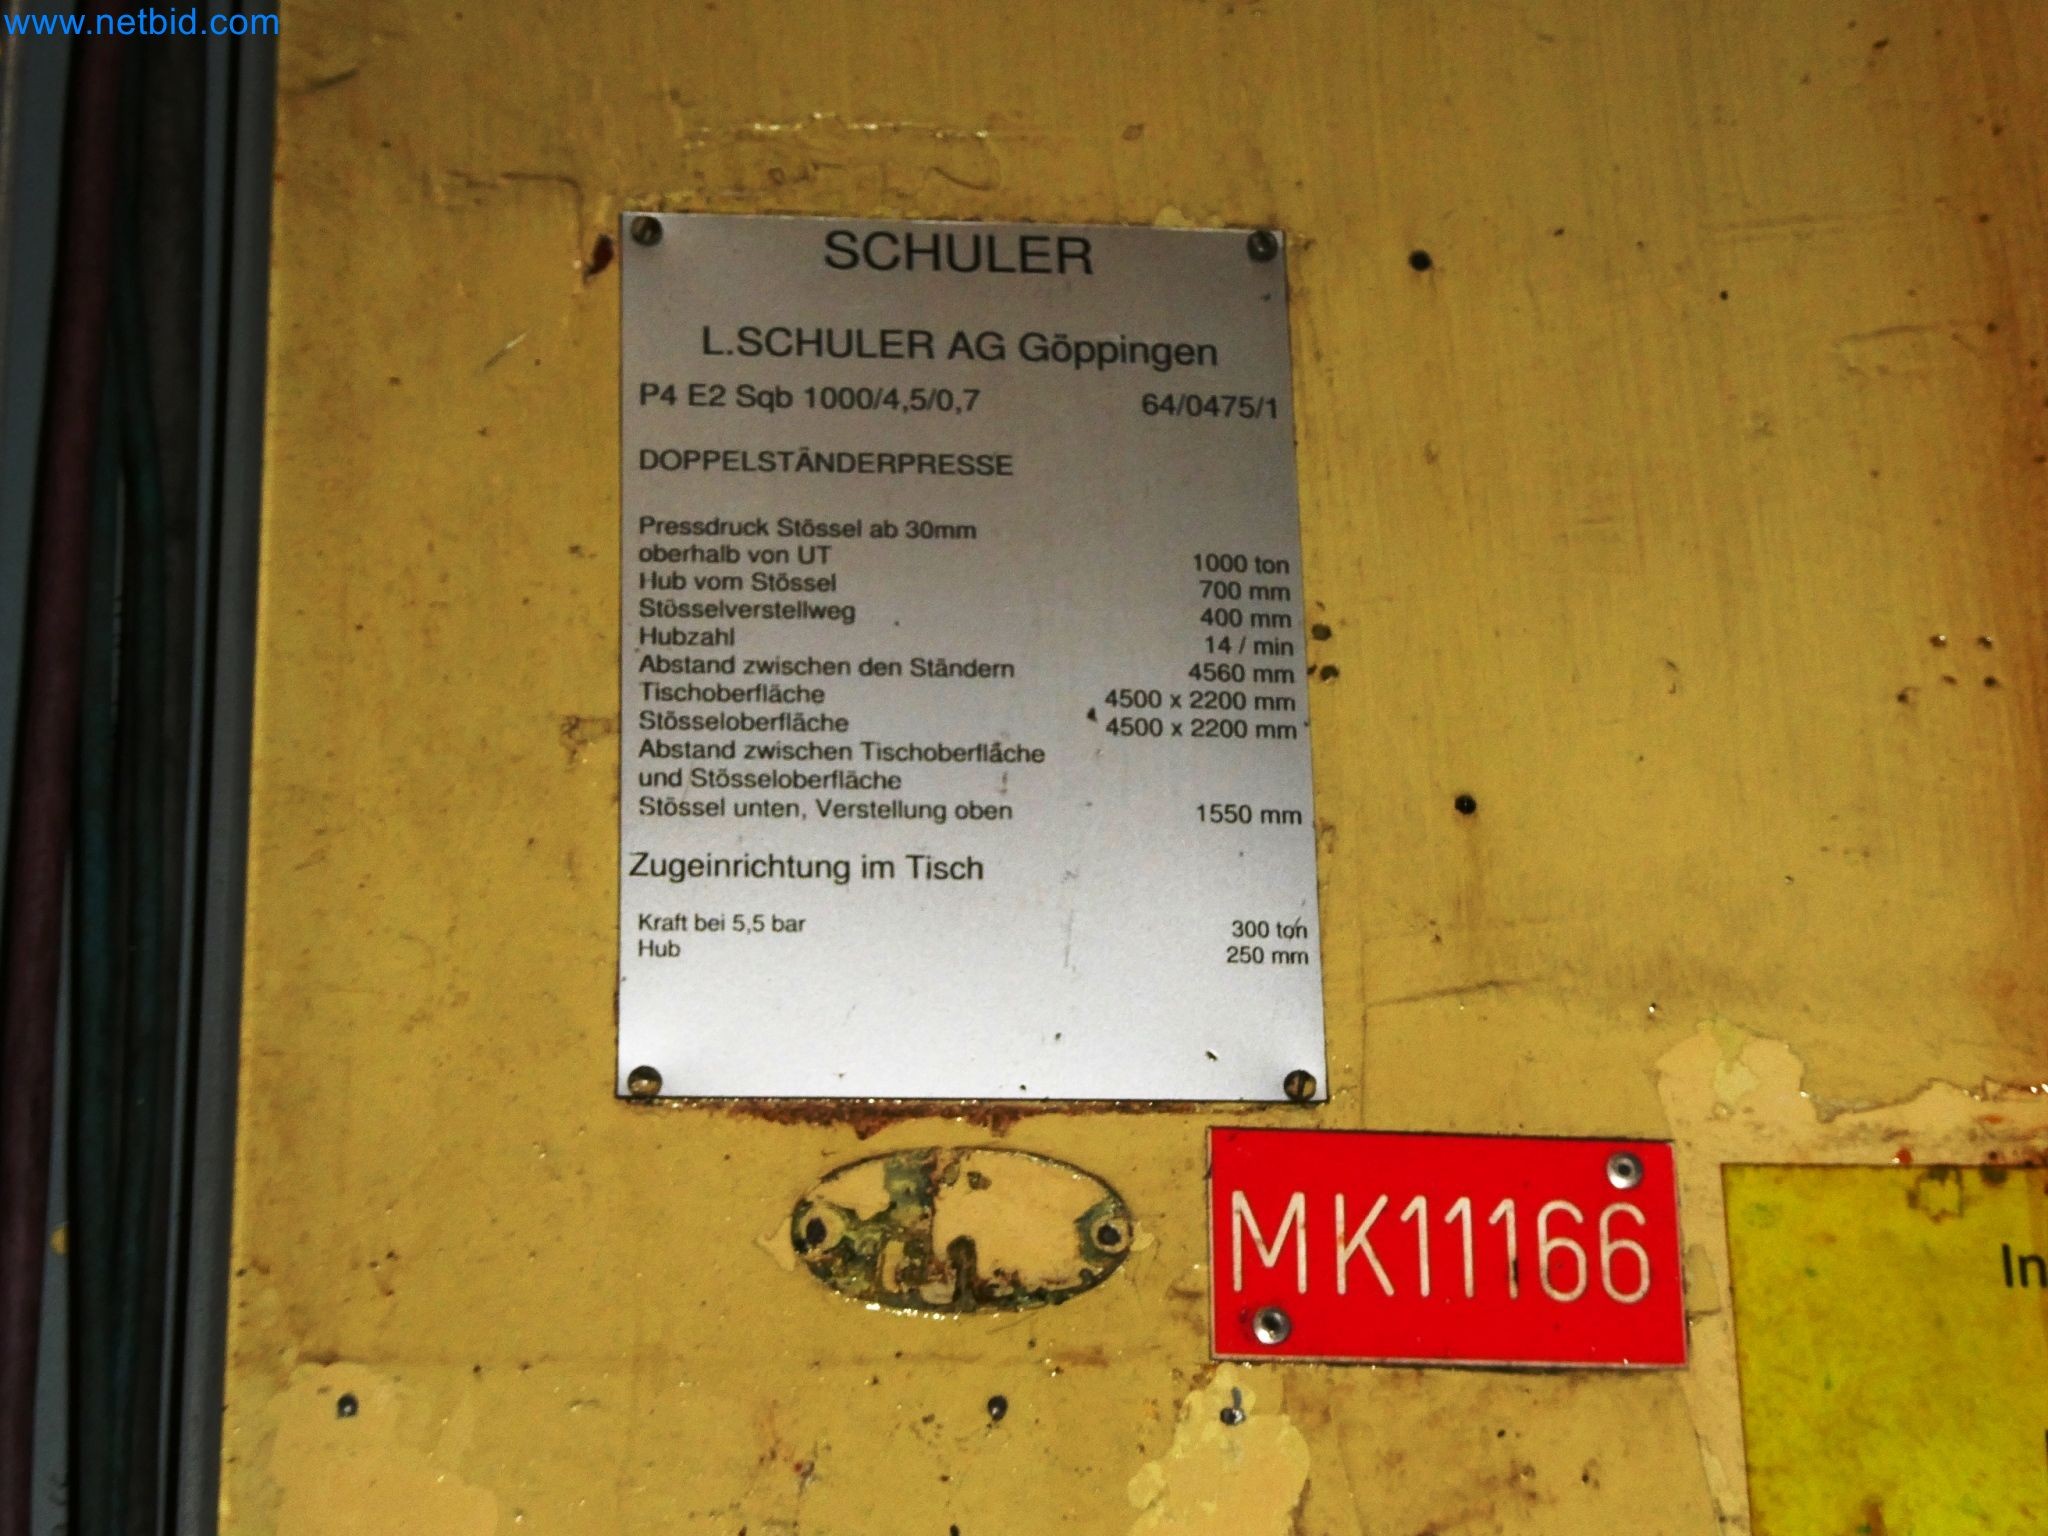 www.netbid.com
SCHULER
L.SCHULER AG Göppingen
P4 E2 Sqb 1000/4,5/0,7 64/0475/1
DOPPELSTÄNDERPRESSE
Pressdruck Stössel ab 30mm
oberhalb von UT 1000 ton
Hub vom Stössel 700 mm
Stösselverstellweg 400 mm
Hubzahl 14 / min
Abstand zwischen den Ständern 4560 mm
Tischoberfläche 4500 x 2200 mm
Stösseloberfläche 4500 x 2200 mm
Abstand zwischen Tischoberfläche
und Stösseloberfläche
Stössel unten, Verstellung oben 1550 mm
Zugeinrichtung im Tisch
Kraft bei 5,5 bar 300 ton
Hub 250 mm
MK11166
In